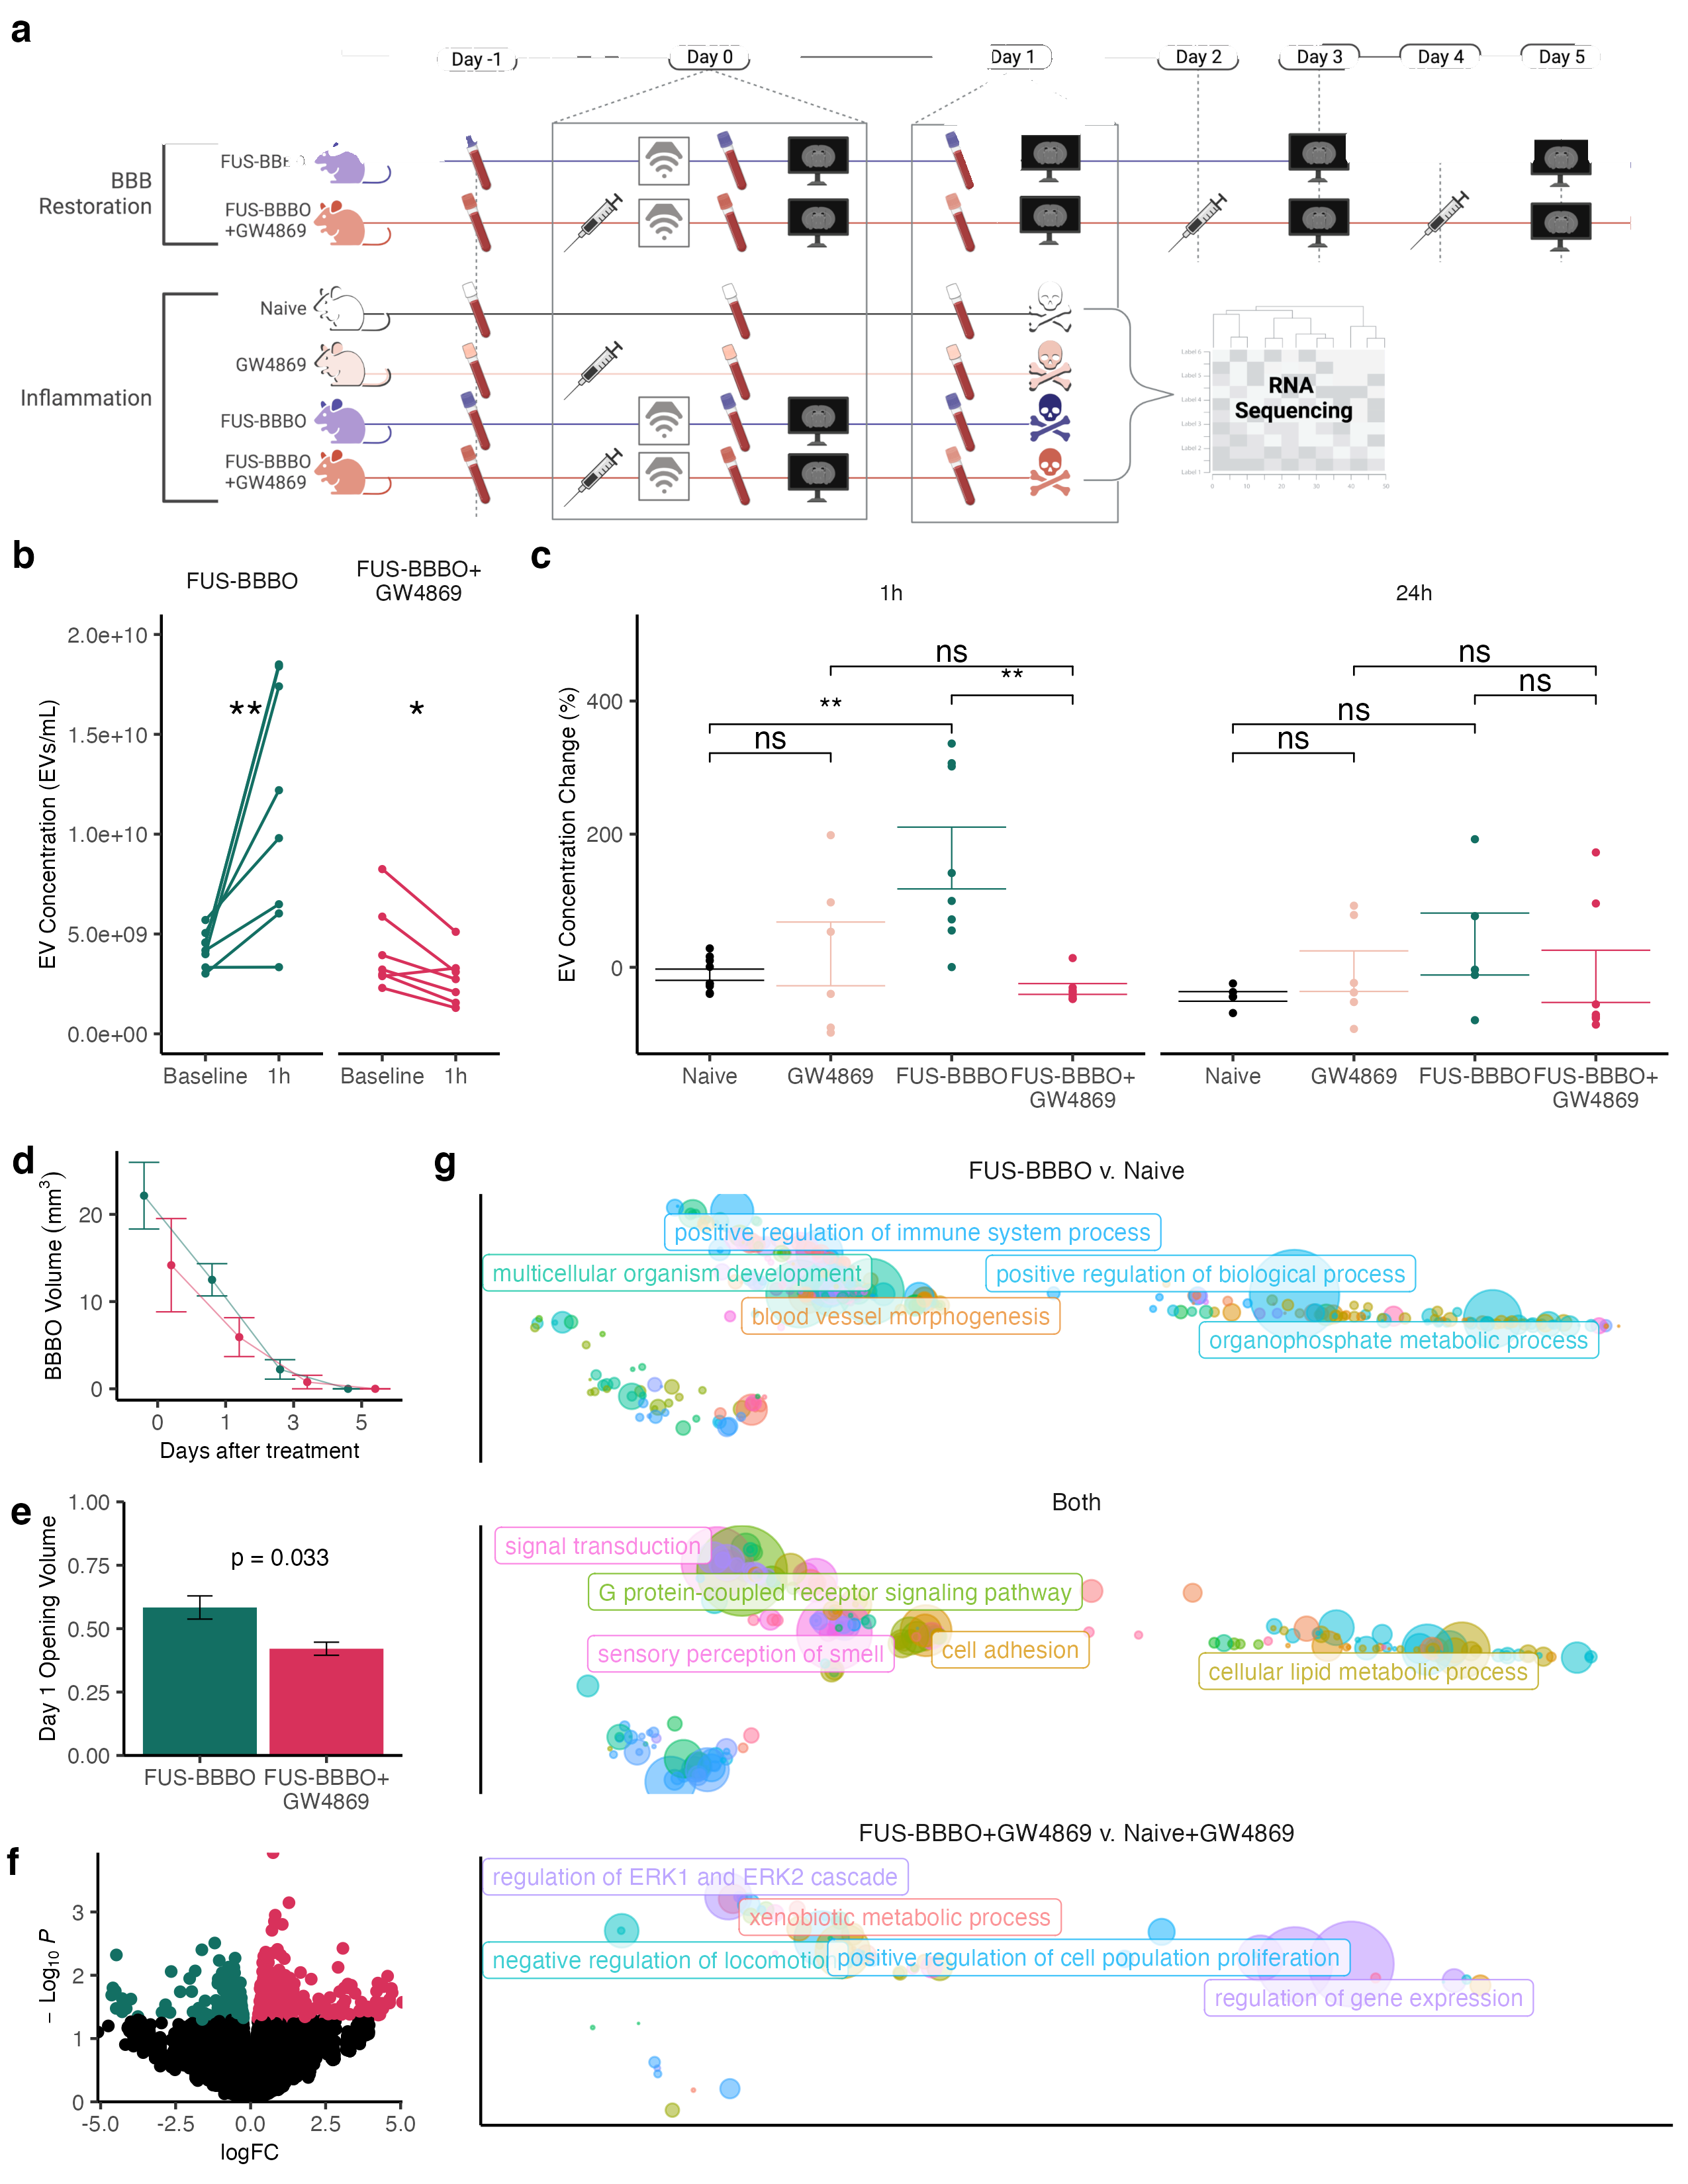 a
Day -1
Day 0
Day 1
Day 2
Day 3
Day 4
Day 5
BBB
Restoration
FUS-BBBO
+GW4869
Inflammation
Naive
GW4869
FUS-BBBO
FUS-BBBO
+GW4869
Label 6
Label 5
Label 4
Label 3
Label 2
Label 1
0 10 20 30 40 50
RNA
Sequencing
b
FUS-BBBO
FUS-BBBO+
GW4869
EV Concentration (EVs/mL)
2.0e+10
1.5e+10
1.0e+10
5.0e+09
0.0e+00
**
*
Baseline 1h
Baseline 1h
c
1h
24h
EV Concentration Change (%)
400
200
0
ns
**
**
ns
ns
ns
ns
ns
Naive
GW4869
FUS-BBBO
FUS-BBBO+
GW4869
Naive
GW4869
FUS-BBBO
FUS-BBBO+
GW4869
d
BBBO Volume (mm3)
20
10
0
0 1 3 5
Days after treatment
e
Day 1 Opening Volume
1.00
0.75
0.50
0.25
0.00
p = 0.033
FUS-BBBO
FUS-BBBO+
GW4869
f
− Log10 P
3
2
1
0
-5.0 -2.5 0.0 2.5 5.0
logFC
g
FUS-BBBO v. Naive
positive regulation of immune system process
multicellular organism development
positive regulation of biological process
blood vessel morphogenesis
organophosphate metabolic process
Both
signal transduction
G protein-coupled receptor signaling pathway
sensory perception of smell
cell adhesion
cellular lipid metabolic process
FUS-BBBO+GW4869 v. Naive+GW4869
regulation of ERK1 and ERK2 cascade
xenobiotic metabolic process
negative regulation of locomotion
positive regulation of cell population proliferation
regulation of gene expression